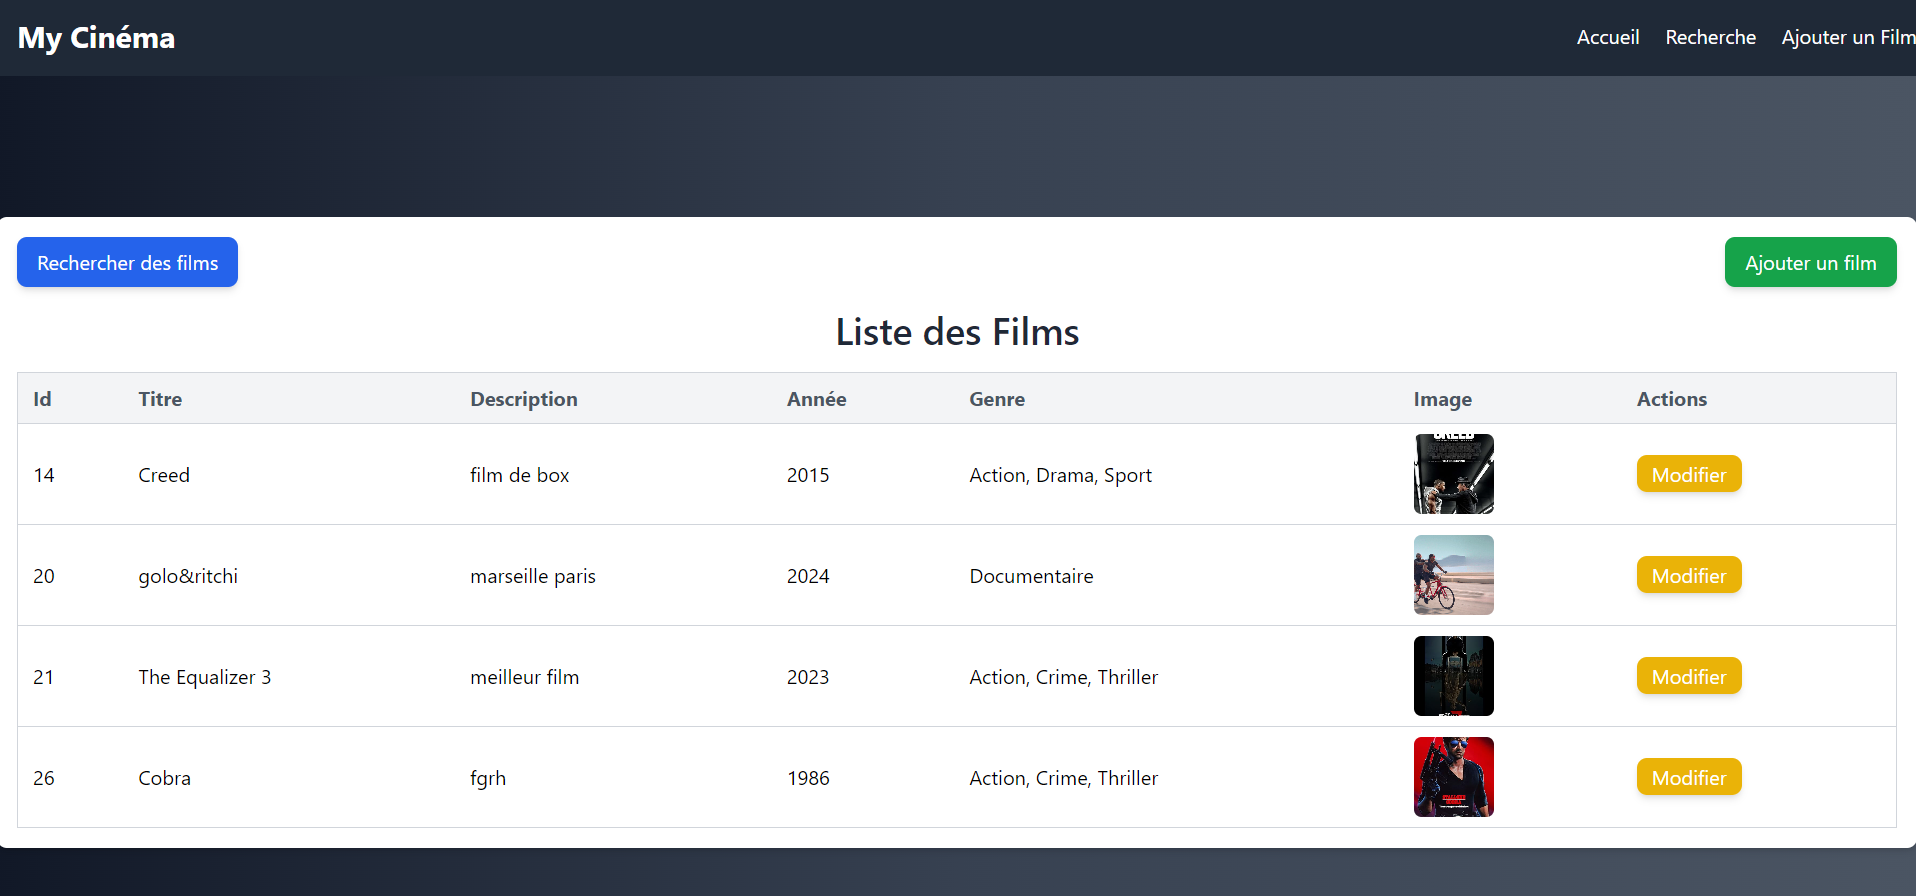 My Cinéma
Accueil Recherche Ajouter un Film
Rechercher des films
Ajouter un film
Liste des Films
Id Titre Description Année Genre Image Actions
14 Creed film de box 2015 Action, Drama, Sport Modifier
20 golo&ritchi marseille paris 2024 Documentaire Modifier
21 The Equalizer 3 meilleur film 2023 Action, Crime, Thriller Modifier
26 Cobra fgrh 1986 Action, Crime, Thriller Modifier